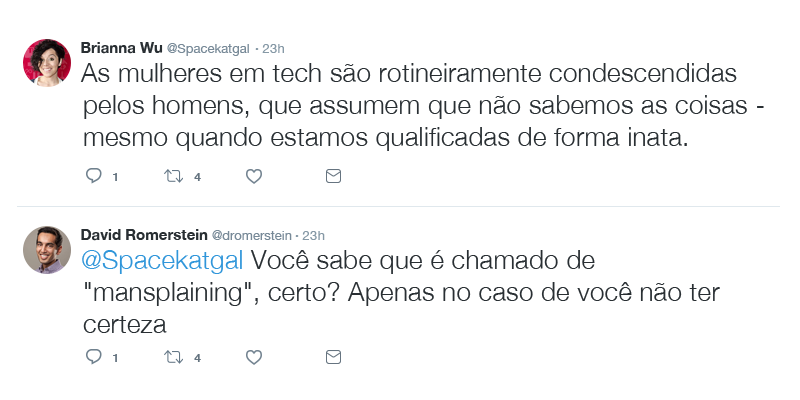 Brianna Wu @Spacekatgal · 23h
As mulheres em tech são rotineiramente condescendidas
pelos homens, que assumem que não sabemos as coisas -
mesmo quando estamos qualificadas de forma inata.
1 4
David Romerstein @dromerstein · 23h
@Spacekatgal Você sabe que é chamado de
"mansplaining", certo? Apenas no caso de você não ter
certeza
1 4